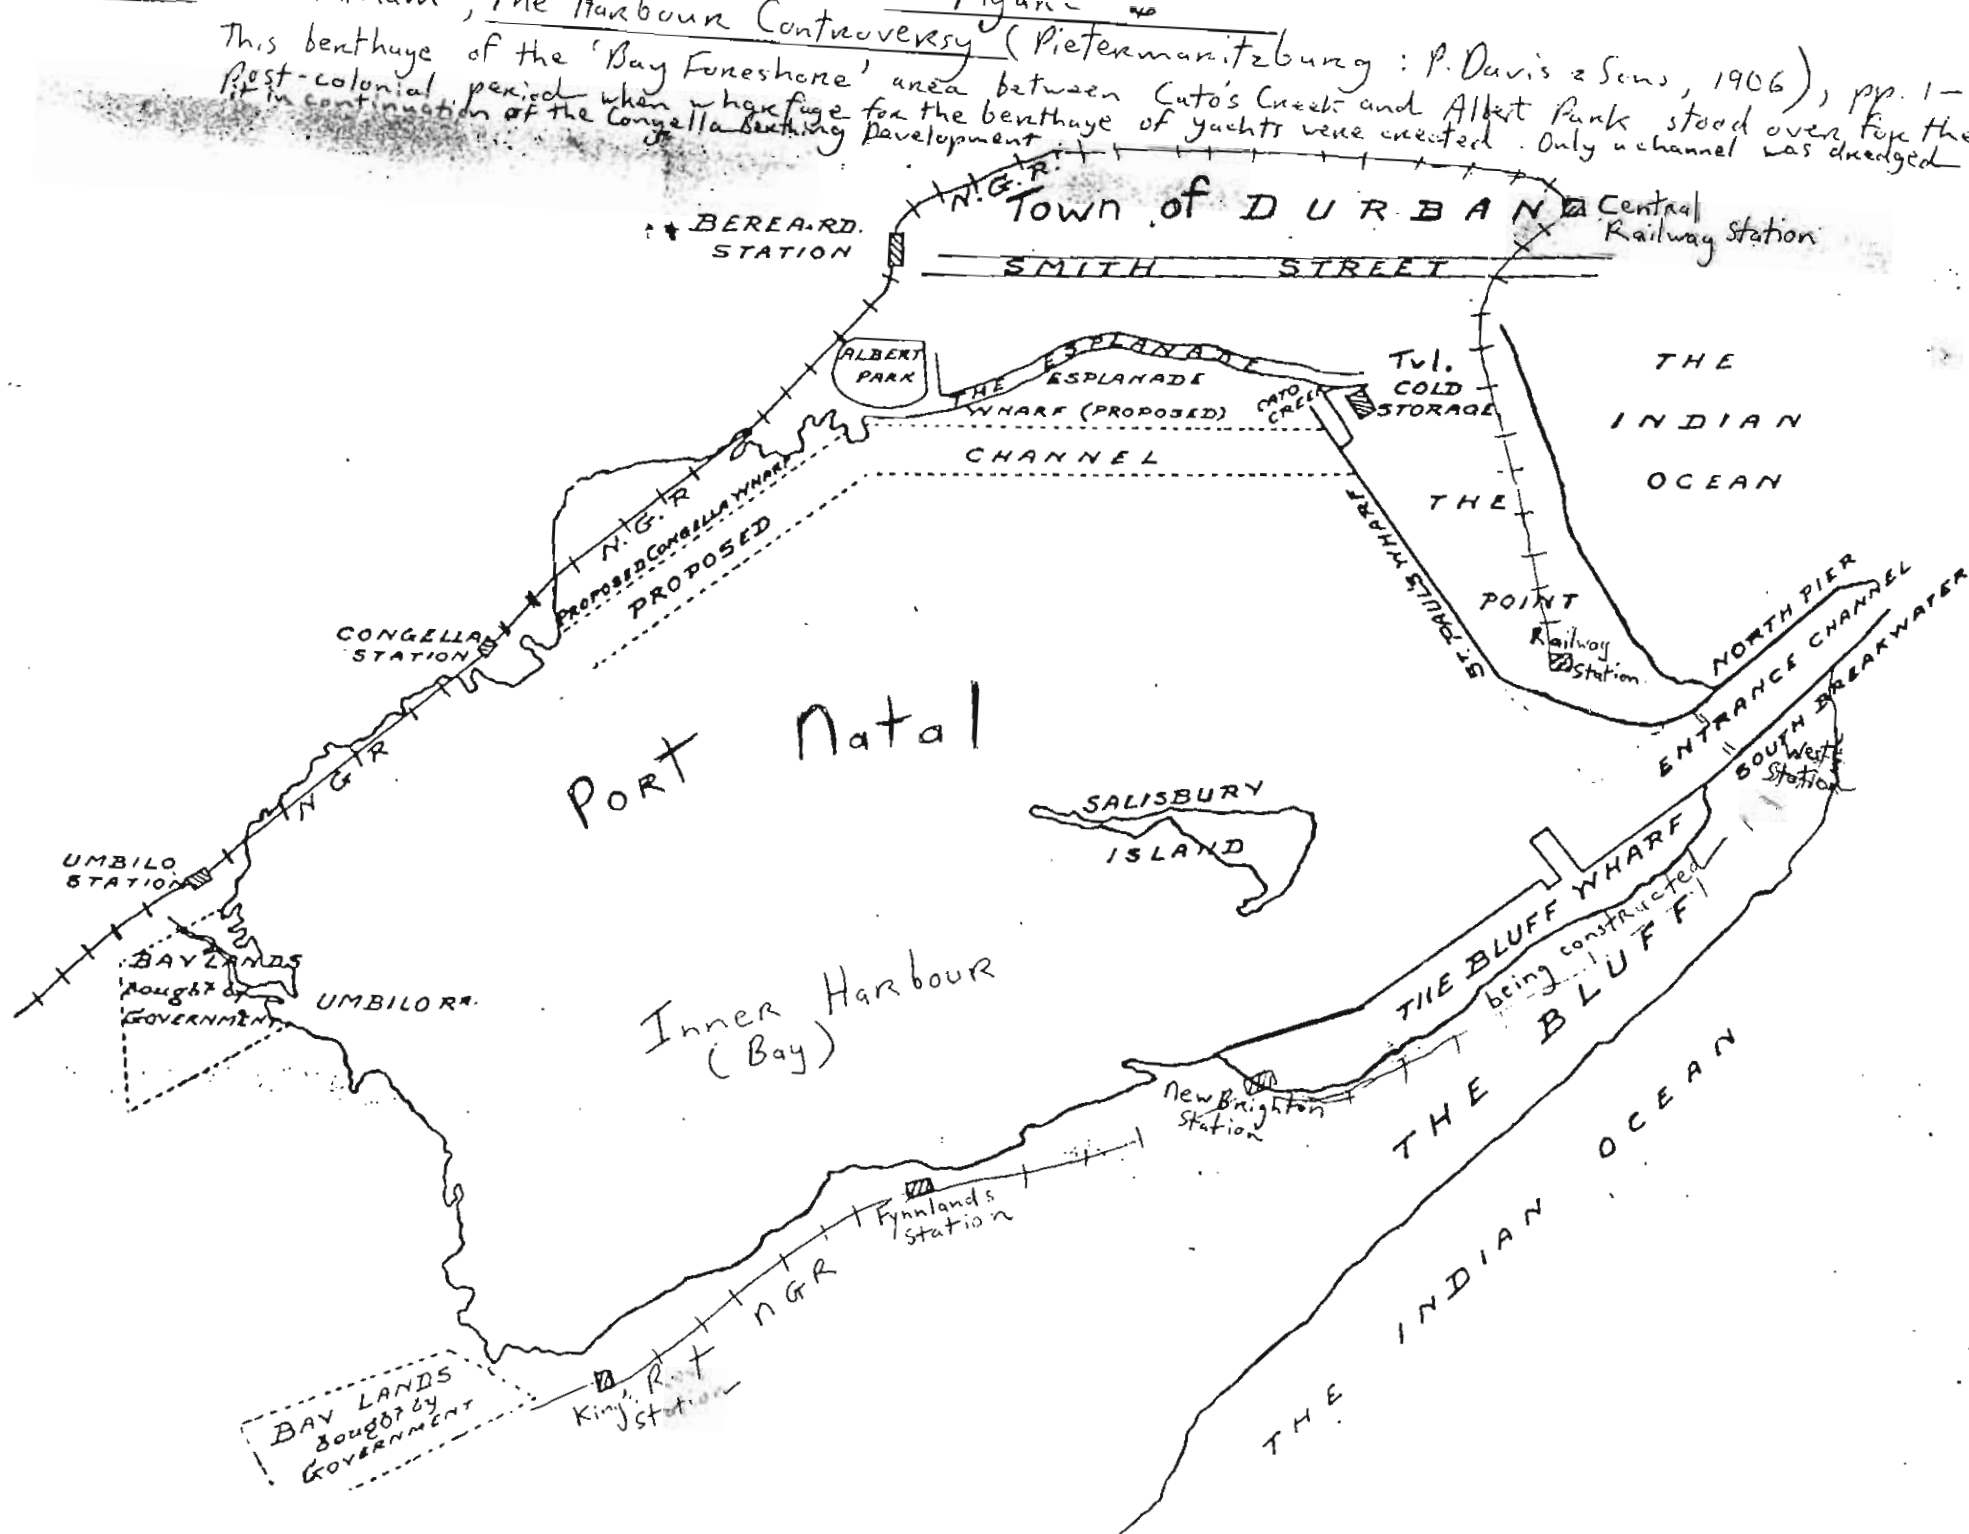 The Harbour Controversy (Pietermaritzburg : P. Davis & Sons, 1906), pp. 1-
This berthage of the 'Bay Foreshore' area between Cato's Creek and Albert Park stood over for the
post-colonial period when wharfage for the berthage of yachts were erected. Only a channel was dredged
in continuation of the Congella Berthing Development
N.G.R.
Town of DURBAN
Central
Railway Station
BEREA.RD.
STATION
SMITH STREET
ALBERT
PARK
THE ESPLANADE
ESPLANADE
WHARF (PROPOSED)
CATO
CREEK
Tvl.
COLD
STORAGE
THE
INDIAN
OCEAN
CHANNEL
PROPOSED
PROPOSED CONGELLA WHARF
N.G.R
ST. PAULS WHARF
THE
POINT
Railway
Station
NORTH PIER
ENTRANCE CHANNEL
SOUTH BREAKWATER
West
Station
CONGELLA
STATION
Port Natal
N G R
SALISBURY
ISLAND
UMBILO
STATION
BAY LANDS
Bought by
GOVERNMENT
UMBILO RR.
Inner Harbour
(Bay)
THE BLUFF WHARF
being constructed
THE BLUFF
New Brighton
Station
Fynnlands
Station
NGR
King's Rest
Station
BAY LANDS
Bought by
GOVERNMENT
THE INDIAN OCEAN